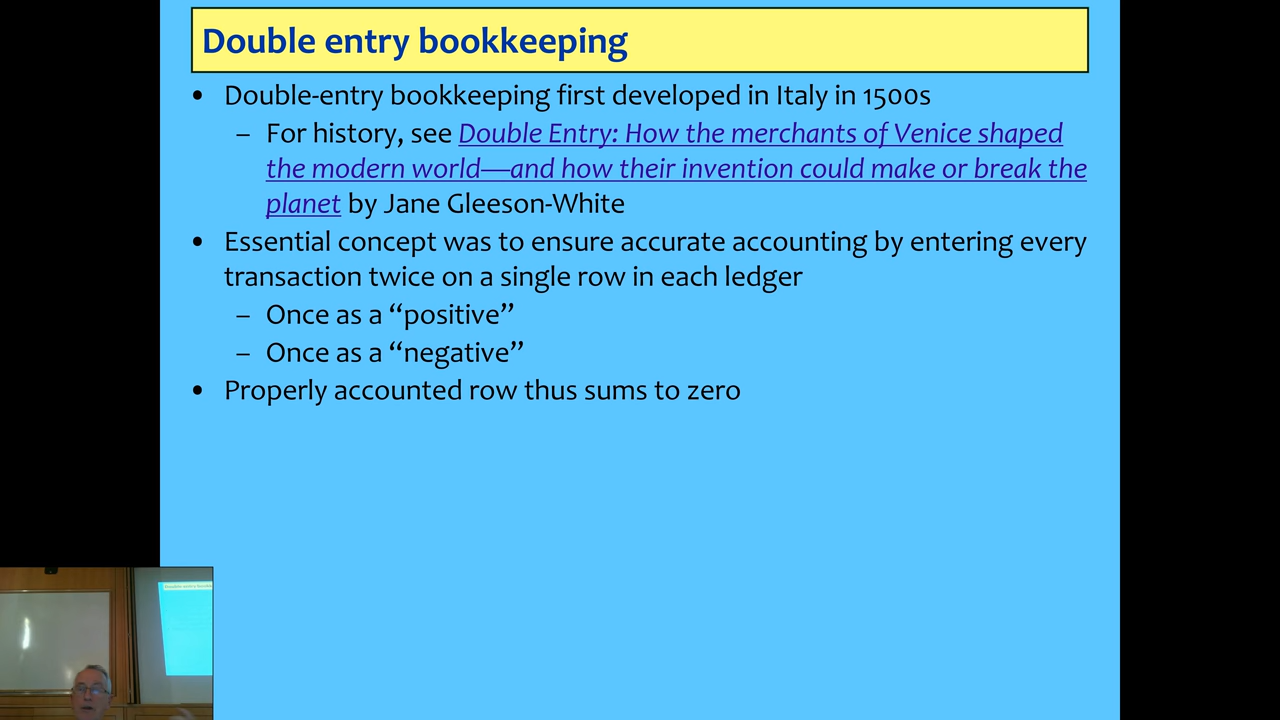 Double entry bookkeeping
• Double-entry bookkeeping first developed in Italy in 1500s
– For history, see Double Entry: How the merchants of Venice shaped
the modern world—and how their invention could make or break the
planet by Jane Gleeson-White
• Essential concept was to ensure accurate accounting by entering every
transaction twice on a single row in each ledger
– Once as a “positive”
– Once as a “negative”
• Properly accounted row thus sums to zero